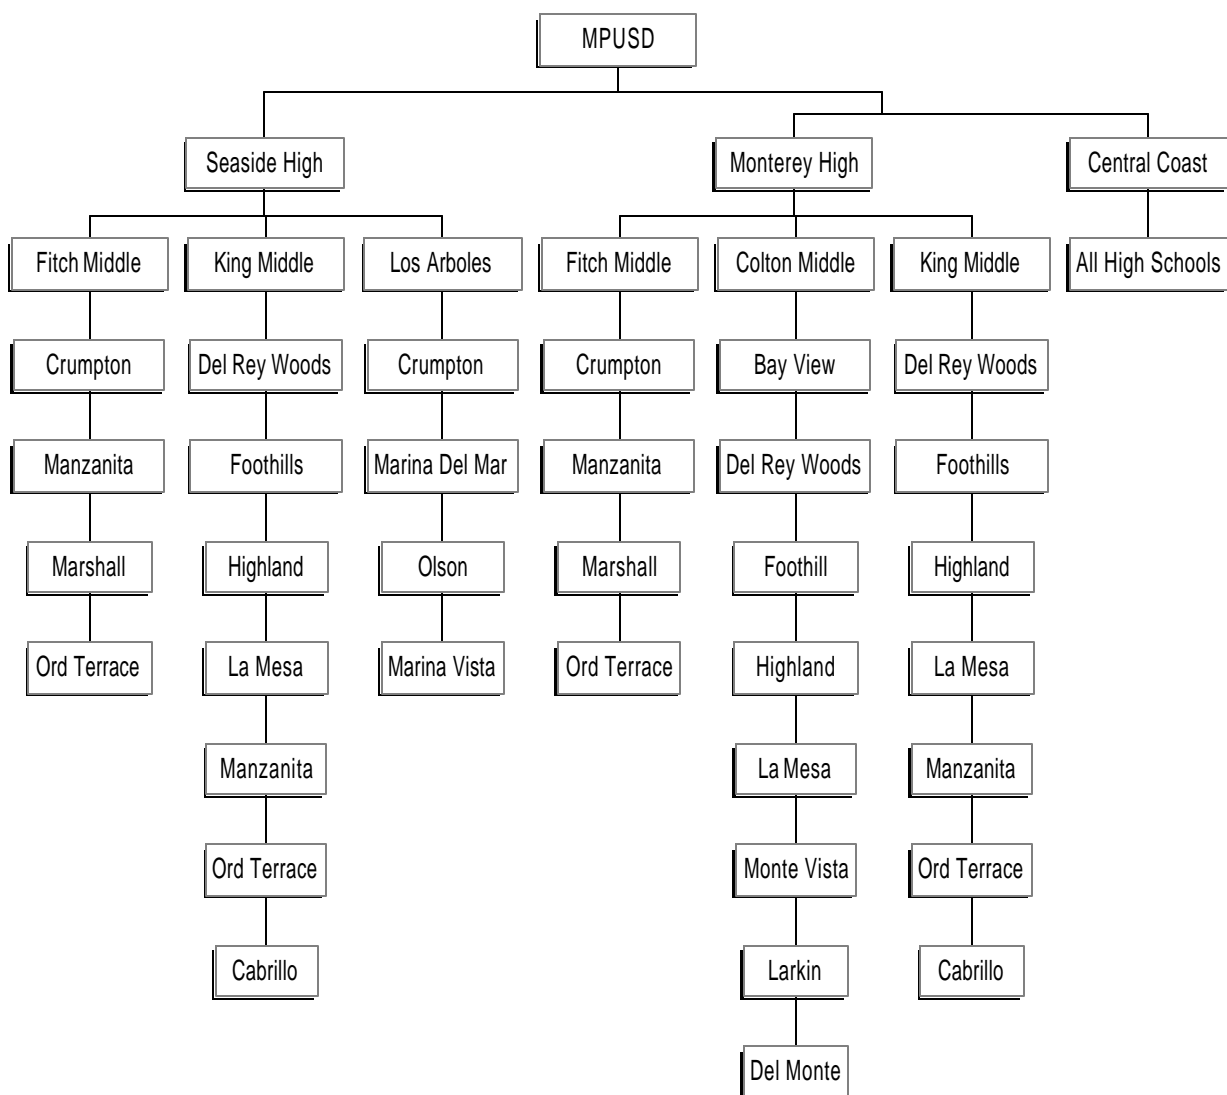 MPUSD
Seaside High
Monterey High
Central Coast
Fitch Middle
King Middle
Los Arboles
Fitch Middle
Colton Middle
King Middle
All High Schools
Crumpton
Del Rey Woods
Crumpton
Crumpton
Bay View
Del Rey Woods
Manzanita
Foothills
Marina Del Mar
Manzanita
Del Rey Woods
Foothills
Marshall
Highland
Olson
Marshall
Foothill
Highland
Ord Terrace
La Mesa
Marina Vista
Ord Terrace
Highland
La Mesa
Manzanita
La Mesa
Manzanita
Ord Terrace
Monte Vista
Ord Terrace
Cabrillo
Larkin
Cabrillo
Del Monte